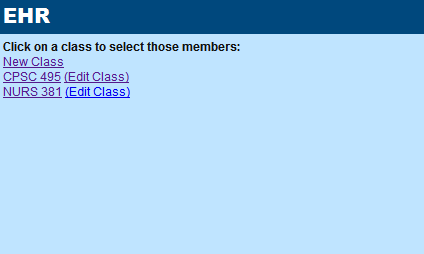 EHR
Click on a class to select those members:
New Class
CPSC 495 (Edit Class)
NURS 381 (Edit Class)